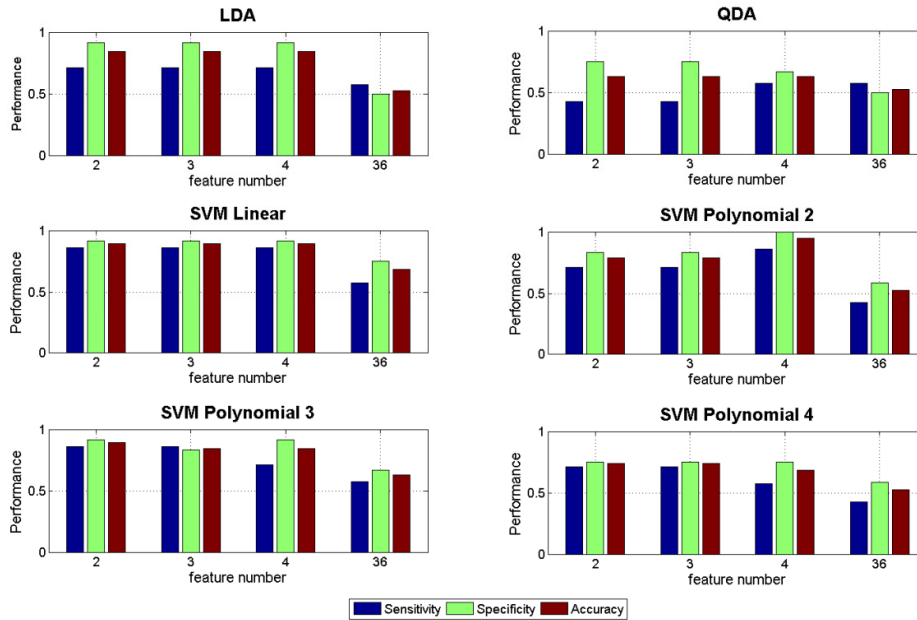 LDA
1
0.5
0
Performance
2 3 4 36
feature number
QDA
1
0.5
0
Performance
2 3 4 36
feature number
SVM Linear
1
0.5
0
Performance
2 3 4 36
feature number
SVM Polynomial 2
1
0.5
0
Performance
2 3 4 36
feature number
SVM Polynomial 3
1
0.5
0
Performance
2 3 4 36
feature number
SVM Polynomial 4
1
0.5
0
Performance
2 3 4 36
feature number
Sensitivity Specificity Accuracy